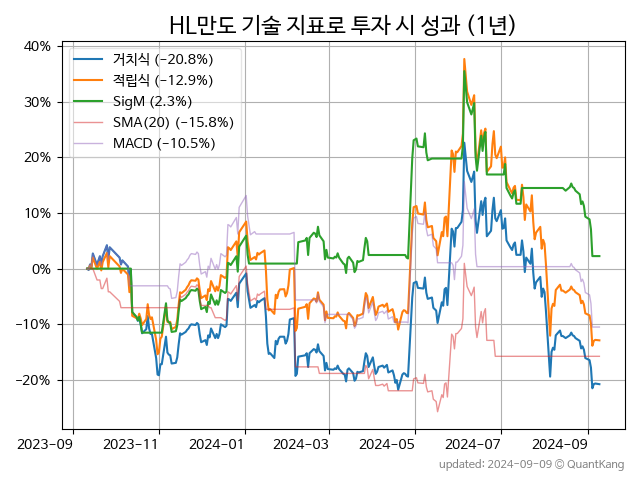 HL만도 기술 지표로 투자 시 성과 (1년)
거치식 (−20.8%)
적립식 (−12.9%)
SigM (2.3%)
SMA(20) (−15.8%)
MACD (−10.5%)
40%
30%
20%
10%
0%
−10%
−20%
2023-09 2023-11 2024-01 2024-03 2024-05 2024-07 2024-09
updated: 2024-09-09 © QuantKang